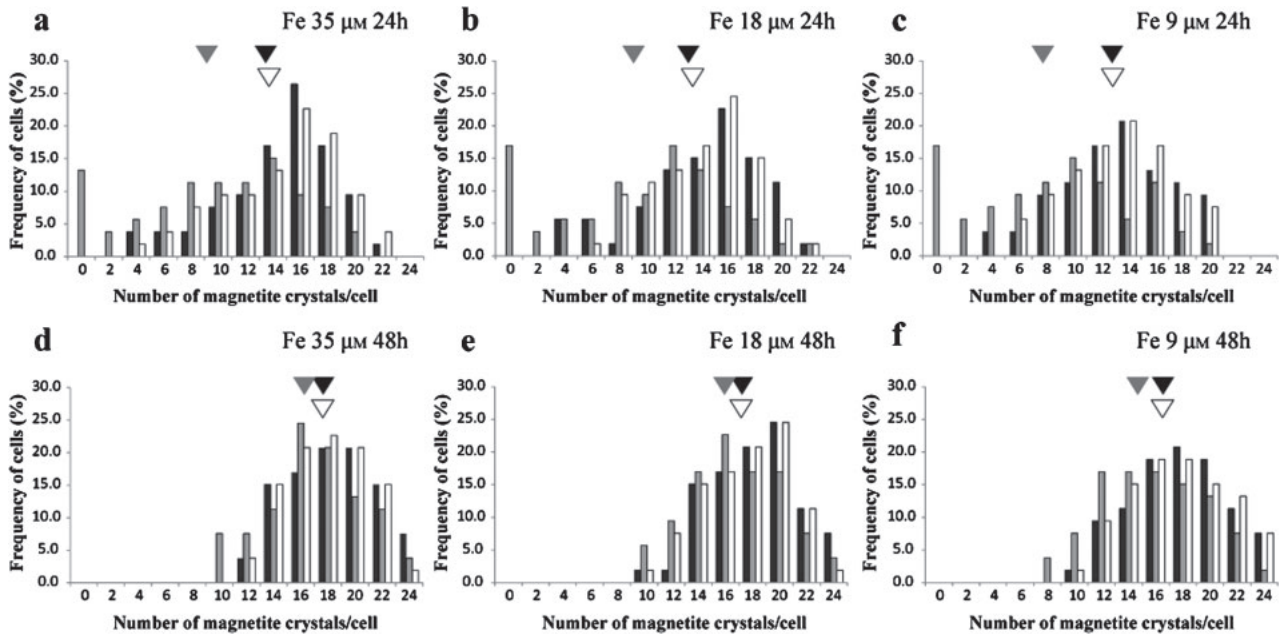 a Fe 35 μM 24h
30.0
25.0
20.0
15.0
10.0
5.0
0.0
Frequency of cells (%)
0 2 4 6 8 10 12 14 16 18 20 22 24
Number of magnetite crystals/cell
b Fe 18 μM 24h
30.0
25.0
20.0
15.0
10.0
5.0
0.0
Frequency of cells (%)
0 2 4 6 8 10 12 14 16 18 20 22 24
Number of magnetite crystals/cell
c Fe 9 μM 24h
30.0
25.0
20.0
15.0
10.0
5.0
0.0
Frequency of cells (%)
0 2 4 6 8 10 12 14 16 18 20 22 24
Number of magnetite crystals/cell
d Fe 35 μM 48h
30.0
25.0
20.0
15.0
10.0
5.0
0.0
Frequency of cells (%)
0 2 4 6 8 10 12 14 16 18 20 22 24
Number of magnetite crystals/cell
e Fe 18 μM 48h
30.0
25.0
20.0
15.0
10.0
5.0
0.0
Frequency of cells (%)
0 2 4 6 8 10 12 14 16 18 20 22 24
Number of magnetite crystals/cell
f Fe 9 μM 48h
30.0
25.0
20.0
15.0
10.0
5.0
0.0
Frequency of cells (%)
0 2 4 6 8 10 12 14 16 18 20 22 24
Number of magnetite crystals/cell